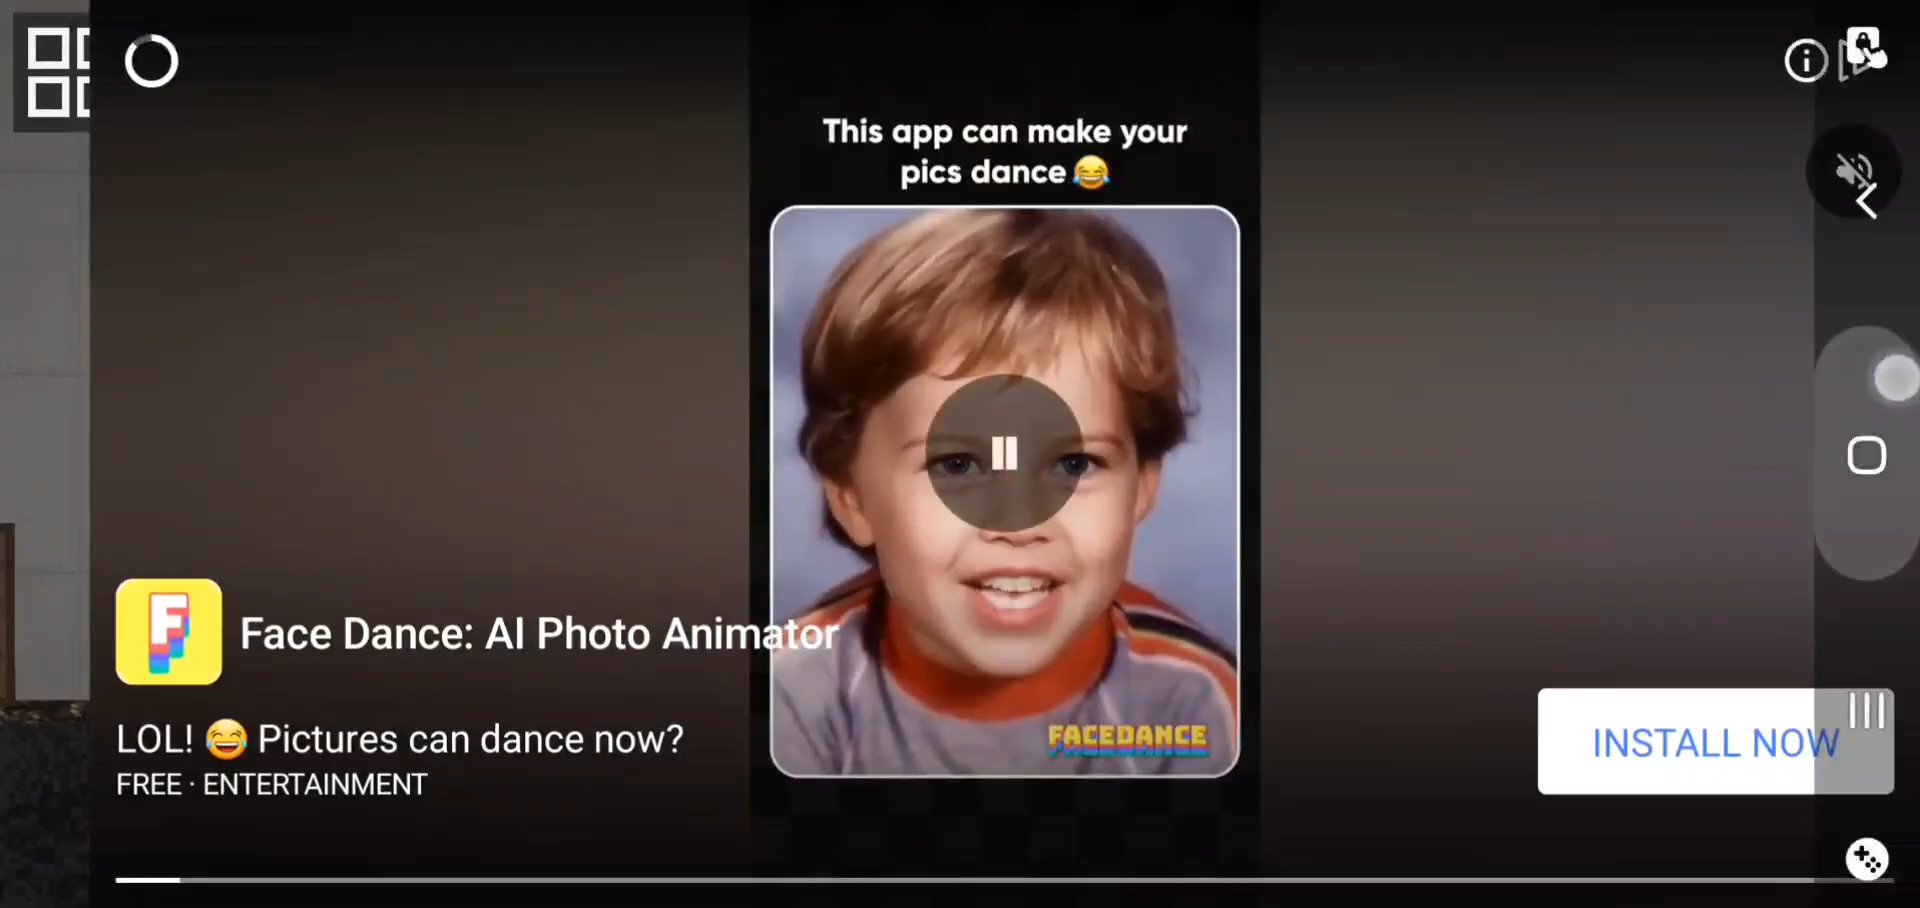 This app can make your
pics dance😂
FACEDANCE
F
Face Dance: AI Photo Animator
LOL! 😂 Pictures can dance now?
FREE · ENTERTAINMENT
INSTALL NOW